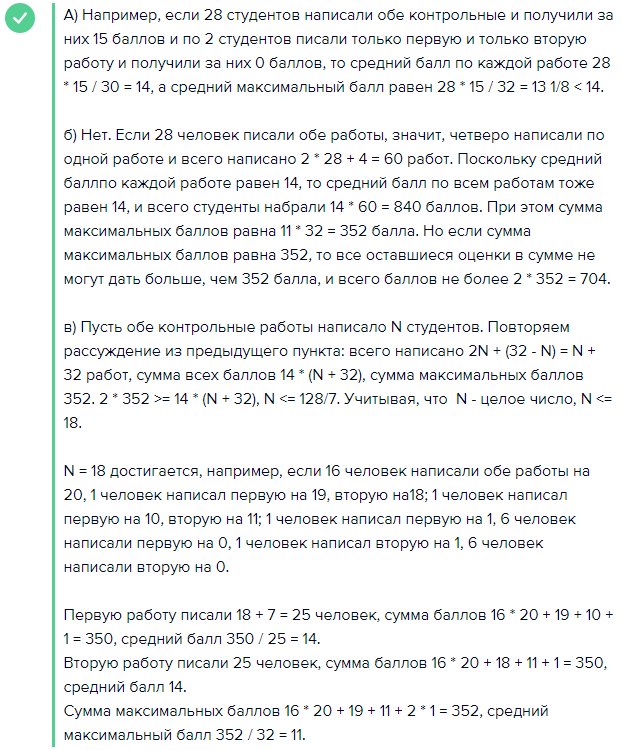 А) Например, если 28 студентов написали обе контрольные и получили за
них 15 баллов и по 2 студентов писали только первую и только вторую
работу и получили за них 0 баллов, то средний балл по каждой работе 28
* 15 / 30 = 14, а средний максимальный балл равен 28 * 15 / 32 = 13 1/8 < 14.
б) Нет. Если 28 человек писали обе работы, значит, четверо написали по
одной работе и всего написано 2 * 28 + 4 = 60 работ. Поскольку средний
баллпо каждой работе равен 14, то средний балл по всем работам тоже
равен 14, и всего студенты набрали 14 * 60 = 840 баллов. При этом сумма
максимальных баллов равна 11 * 32 = 352 балла. Но если сумма
максимальных баллов равна 352, то все оставшиеся оценки в сумме не
могут дать больше, чем 352 балла, и всего баллов не более 2 * 352 = 704.
в) Пусть обе контрольные работы написало N студентов. Повторяем
рассуждение из предыдущего пункта: всего написано 2N + (32 - N) = N +
32 работ, сумма всех баллов 14 * (N + 32), сумма максимальных баллов
352. 2 * 352 >= 14 * (N + 32), N <= 128/7. Учитывая, что  N - целое число, N <=
18.
N = 18 достигается, например, если 16 человек написали обе работы на
20, 1 человек написал первую на 19, вторую на18; 1 человек написал
первую на 10, вторую на 11; 1 человек написал первую на 1, 6 человек
написали первую на 0, 1 человек написал вторую на 1, 6 человек
написали вторую на 0.
Первую работу писали 18 + 7 = 25 человек, сумма баллов 16 * 20 + 19 + 10 +
1 = 350, средний балл 350 / 25 = 14.
Вторую работу писали 25 человек, сумма баллов 16 * 20 + 18 + 11 + 1 = 350,
средний балл 14.
Сумма максимальных баллов 16 * 20 + 19 + 11 + 2 * 1 = 352, средний
максимальный балл 352 / 32 = 11.